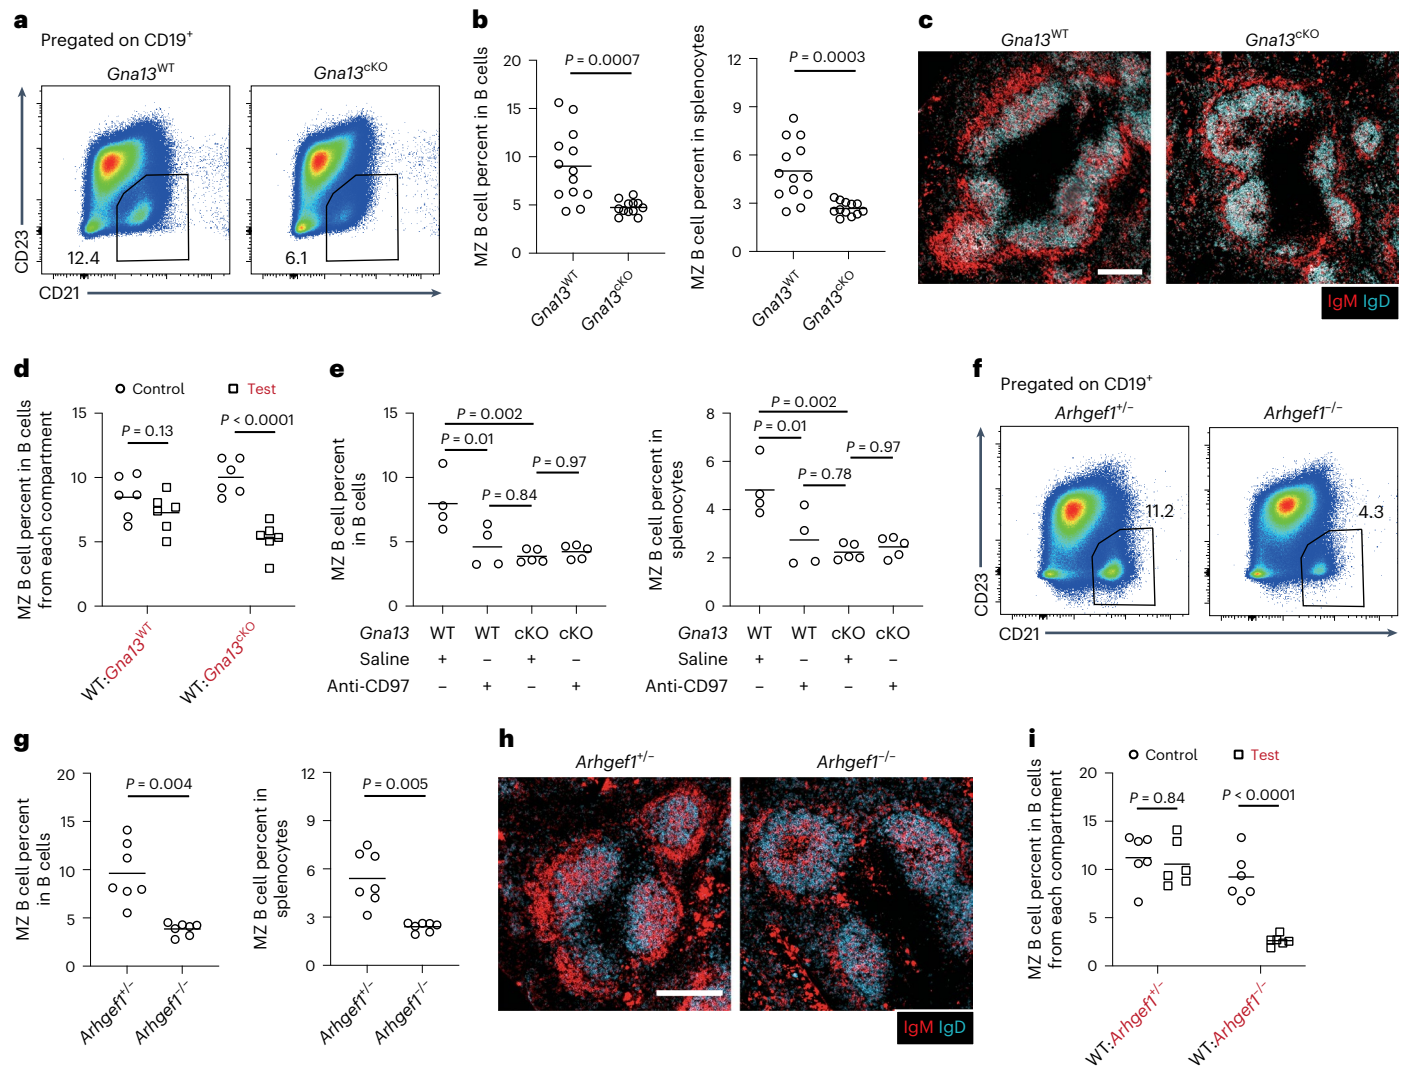 a
Pregated on CD19+
Gna13WT
Gna13cKO
CD23
12.4
6.1
CD21
b
MZ B cell percent in B cells
20
15
10
5
0
P = 0.0007
Gna13WT
Gna13cKO
MZ B cell percent in splenocytes
12
9
6
3
0
P = 0.0003
Gna13WT
Gna13cKO
c
Gna13WT
Gna13cKO
IgM IgD
d
Control
Test
MZ B cell percent in B cells
from each compartment
15
10
5
0
P = 0.13
P < 0.0001
WT:Gna13WT
WT:Gna13cKO
e
MZ B cell percent
in B cells
15
10
5
0
P = 0.002
P = 0.01
P = 0.97
P = 0.84
Gna13 WT WT cKO cKO
Saline + – + –
Anti-CD97 – + – +
MZ B cell percent in
splenocytes
8
6
4
2
0
P = 0.002
P = 0.01
P = 0.97
P = 0.78
Gna13 WT WT cKO cKO
Saline + – + –
Anti-CD97 – + – +
f
Pregated on CD19+
Arhgef1+/–
Arhgef1–/–
CD23
11.2
4.3
CD21
g
MZ B cell percent
in B cells
20
15
10
5
0
P = 0.004
Arhgef1+/–
Arhgef1–/–
MZ B cell percent in
splenocytes
12
9
6
3
0
P = 0.005
Arhgef1+/–
Arhgef1–/–
h
Arhgef1+/–
Arhgef1–/–
IgM IgD
i
Control
Test
MZ B cell percent in B cells
from each compartment
20
15
10
5
0
P = 0.84
P < 0.0001
WT:Arhgef1+/–
WT:Arhgef1–/–